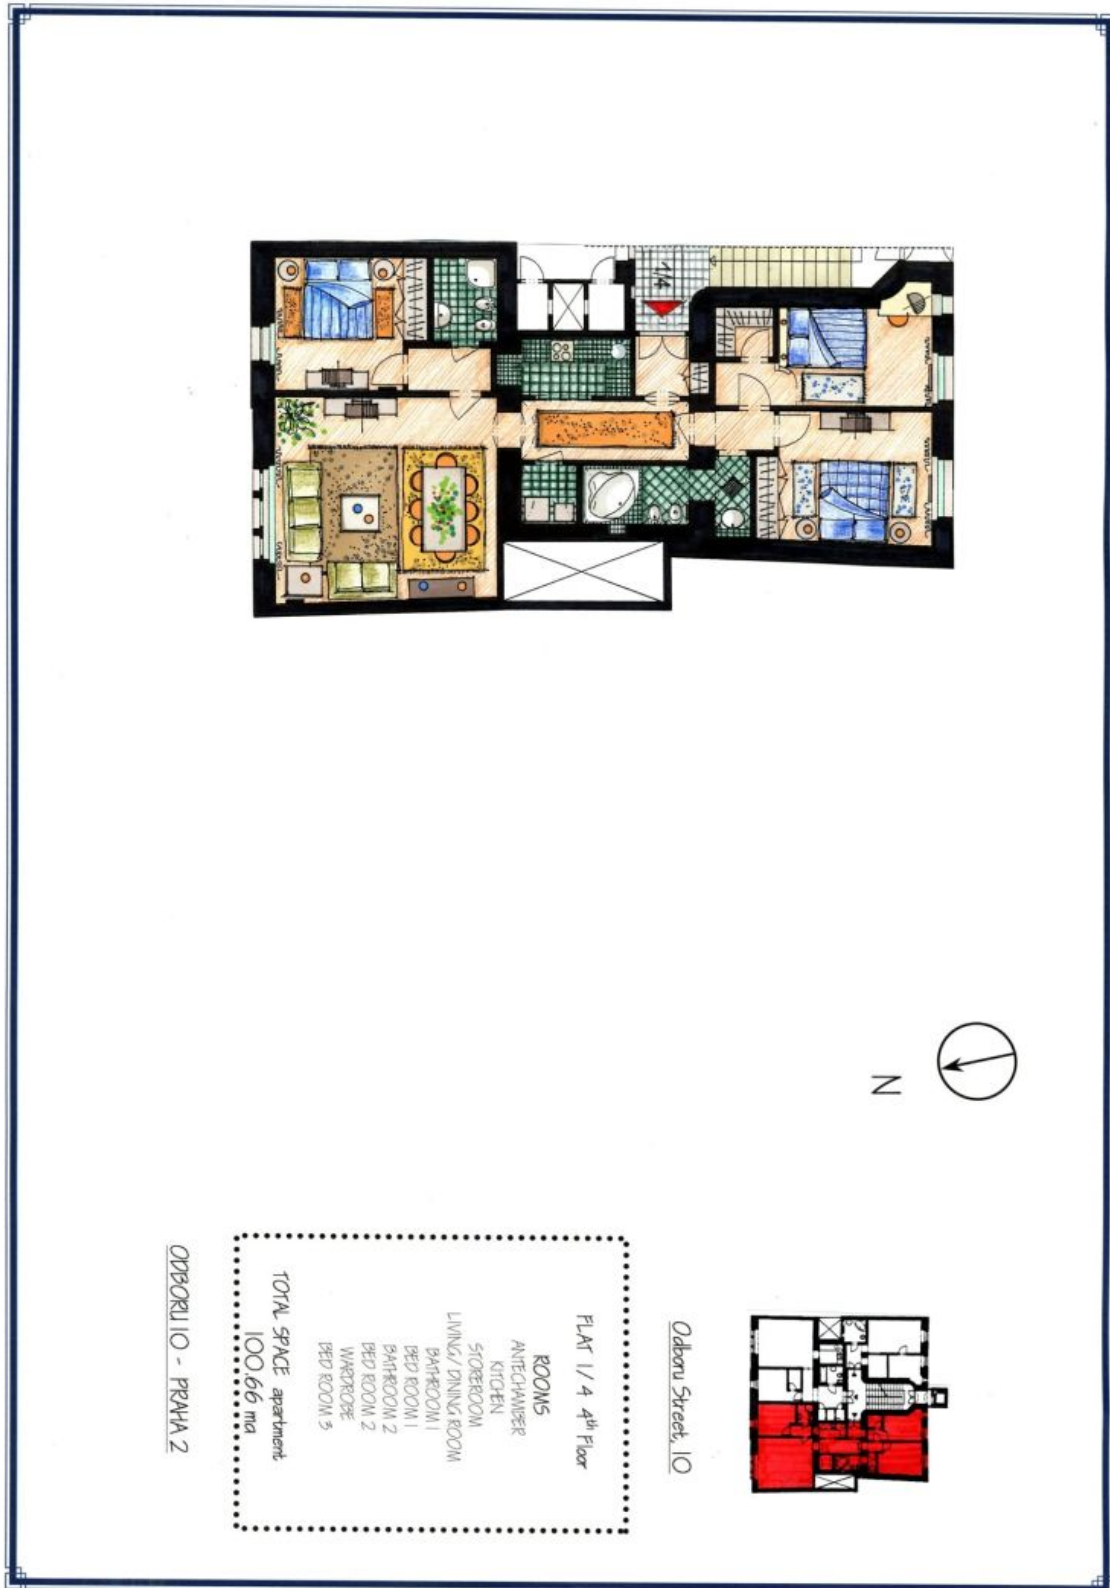 1/4
N
Odboru Street, 10
FLAT 1/4 4th Floor
ROOMS
ANTECHAMBER
KITCHEN
STOREROOM
LIVING/DINING ROOM
BATHROOM 1
BED ROOM 1
BATHROOM 2
BED ROOM 2
WARDROBE
BED ROOM 3
TOTAL SPACE apartment
100.66 mq
ODBORU 10 - PRAHA 2